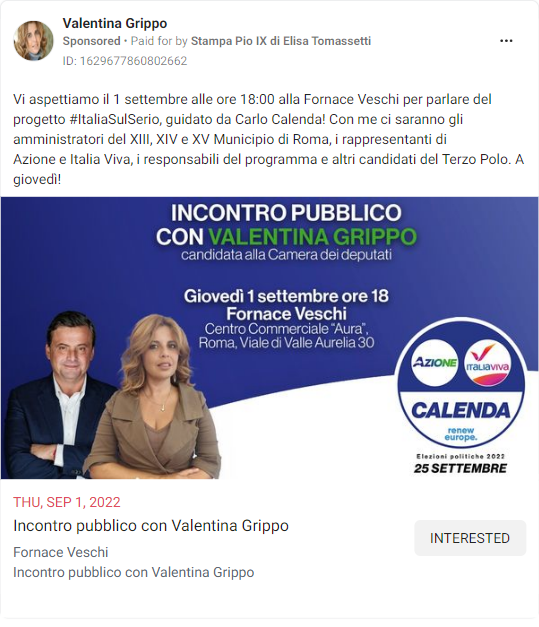 Valentina Grippo
Sponsored • Paid for by Stampa Pio IX di Elisa Tomassetti
ID: 1629677860802662
Vi aspettiamo il 1 settembre alle ore 18:00 alla Fornace Veschi per parlare del
progetto #ItaliaSulSerio, guidato da Carlo Calenda! Con me ci saranno gli
amministratori del XIII, XIV e XV Municipio di Roma, i rappresentanti di
Azione e Italia Viva, i responsabili del programma e altri candidati del Terzo Polo. A
giovedì!
INCONTRO PUBBLICO
CON VALENTINA GRIPPO
candidata alla Camera dei deputati
Giovedì 1 settembre ore 18
Fornace Veschi
Centro Commerciale "Aura",
Roma, Viale di Valle Aurelia 30
AZIONE
ITALIAVIVA
CALENDA
renew
europe.
Elezioni politiche 2022
25 SETTEMBRE
THU, SEP 1, 2022
Incontro pubblico con Valentina Grippo
INTERESTED
Fornace Veschi
Incontro pubblico con Valentina Grippo